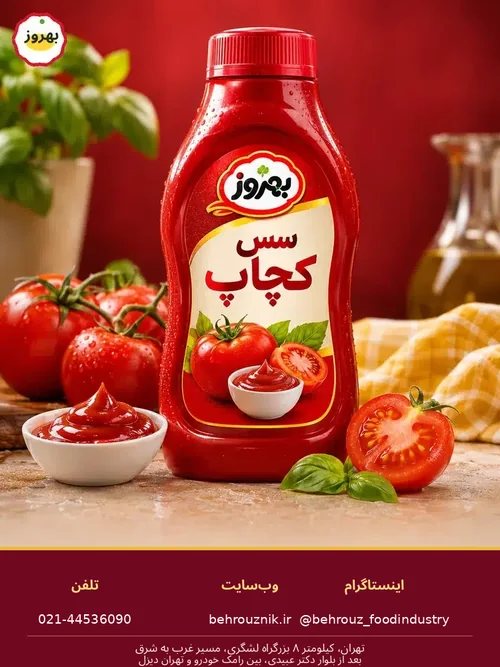 بهروز
بهروز
سس
کچاپ
اینستاگرام
وب‌سایت
تلفن
@behrouz_foodindustry
behrouznik.ir
021-44536090
تهران، کیلومتر ۸ بزرگراه لشگری، مسیر غرب به شرق
بعد از بلوار دکتر عبیدی، بین رامک خودرو و تهران دیزل